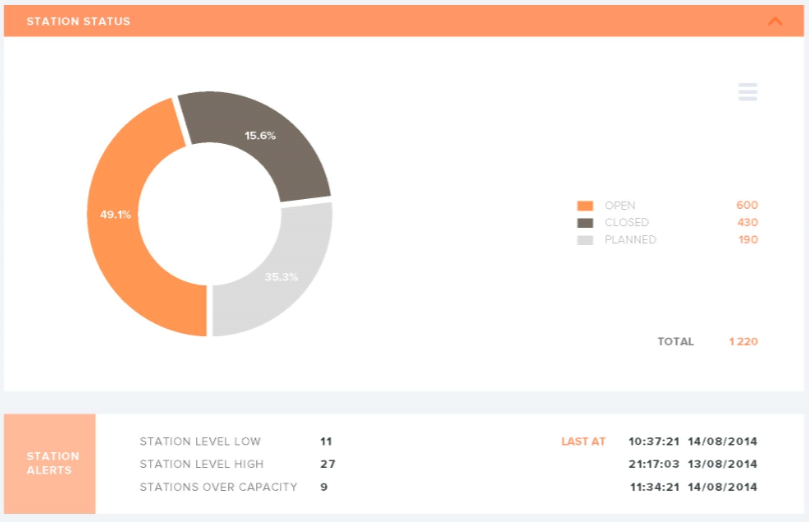 STATION STATUS
15.6%
49.1%
35.3%
OPEN 600
CLOSED 430
PLANNED 190
TOTAL 1 220
STATION ALERTS
STATION LEVEL LOW 11 LAST AT 10:37:21 14/08/2014
STATION LEVEL HIGH 27 21:17:03 13/08/2014
STATIONS OVER CAPACITY 9 11:34:21 14/08/2014